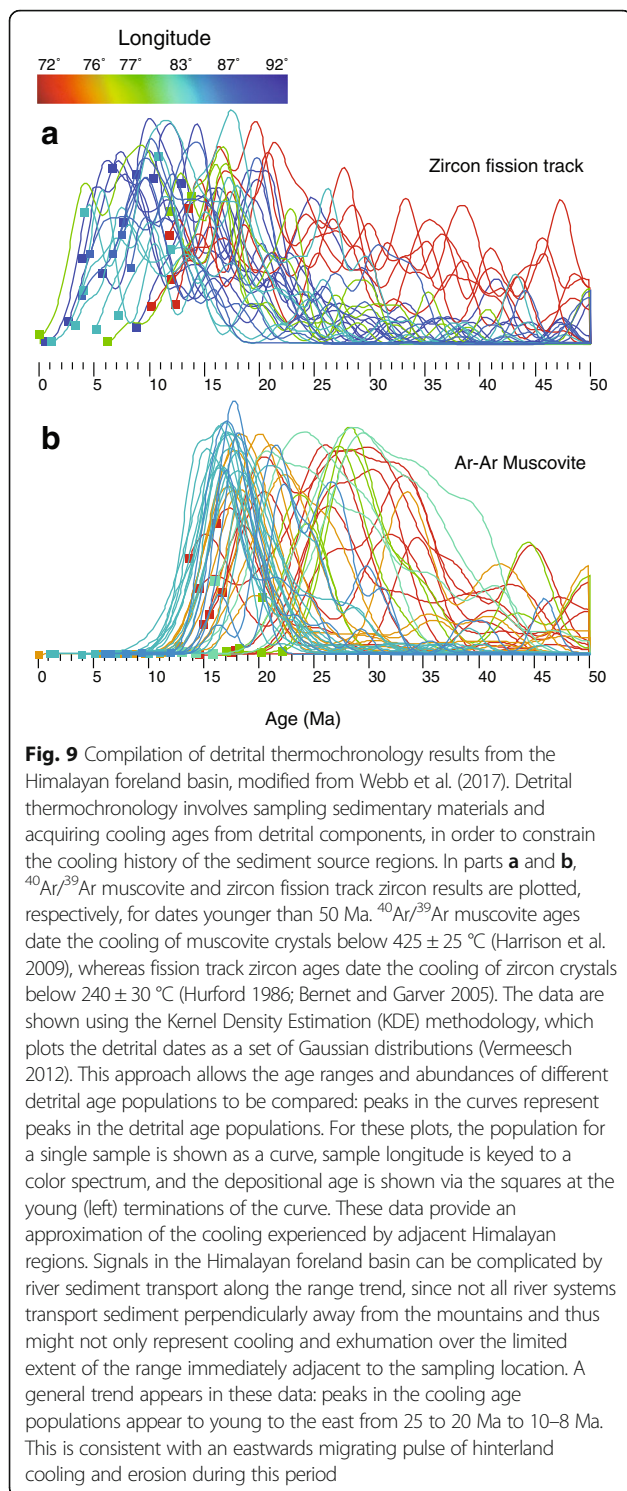 Longitude
72° 76° 77° 83° 87° 92°
a
Zircon fission track
0 5 10 15 20 25 30 35 40 45 50
b
Ar-Ar Muscovite
0 5 10 15 20 25 30 35 40 45 50
Age (Ma)
Fig. 9 Compilation of detrital thermochronology results from the
Himalayan foreland basin, modified from Webb et al. (2017). Detrital
thermochronology involves sampling sedimentary materials and
acquiring cooling ages from detrital components, in order to constrain
the cooling history of the sediment source regions. In parts a and b,
⁴⁰Ar/³⁹Ar muscovite and zircon fission track zircon results are plotted,
respectively, for dates younger than 50 Ma. ⁴⁰Ar/³⁹Ar muscovite ages
date the cooling of muscovite crystals below 425 ± 25 °C (Harrison et al.
2009), whereas fission track zircon ages date the cooling of zircon crystals
below 240 ± 30 °C (Hurford 1986; Bernet and Garver 2005). The data are
shown using the Kernel Density Estimation (KDE) methodology, which
plots the detrital dates as a set of Gaussian distributions (Vermeesch
2012). This approach allows the age ranges and abundances of different
detrital age populations to be compared: peaks in the curves represent
peaks in the detrital age populations. For these plots, the population for
a single sample is shown as a curve, sample longitude is keyed to a
color spectrum, and the depositional age is shown via the squares at the
young (left) terminations of the curve. These data provide an
approximation of the cooling experienced by adjacent Himalayan
regions. Signals in the Himalayan foreland basin can be complicated by
river sediment transport along the range trend, since not all river systems
transport sediment perpendicularly away from the mountains and thus
might not only represent cooling and exhumation over the limited
extent of the range immediately adjacent to the sampling location. A
general trend appears in these data: peaks in the cooling age
populations appear to young to the east from 25 to 20 Ma to 10–8 Ma.
This is consistent with an eastwards migrating pulse of hinterland
cooling and erosion during this period